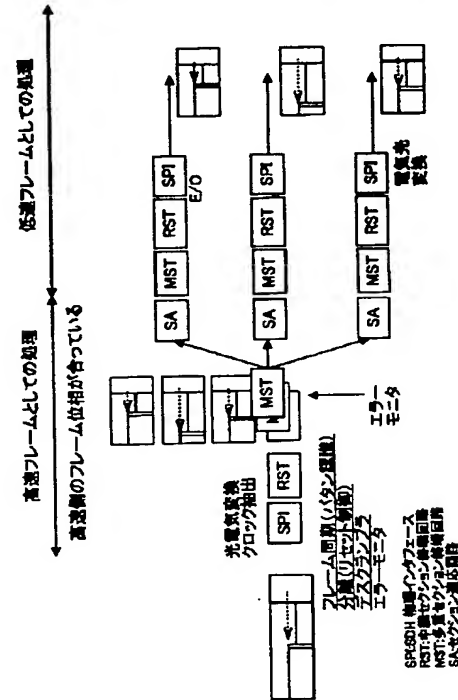 高速フレームとしての処理
低速フレームとしての処理
高速側のフレーム位相が合っている
光電気変換
クロック抽出
SPI
RST
MST
エラー
モニタ
SA
MST
RST
SPI
E/O
SA
MST
RST
SPI
SA
MST
RST
SPI
電気光
変換
フレーム同期(パタン照合)
分離(リセット制御)
デスクランブラ
エラーモニタ
SPI:SDH 物理インタフェース
RST:中継セクション終端回路
MST:多重セクション終端回路
SA:セクション適応回路